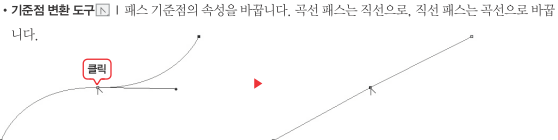 • 기준점 변환 도구 | 패스 기준점의 속성을 바꿉니다. 곡선 패스는 직선으로, 직선 패스는 곡선으로 바꿉
니다.
클릭